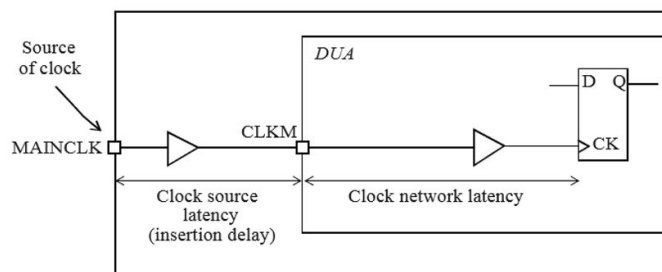 Source
of clock
DUA
D Q
CLKM
MAINCLK
CK
Clock source
latency
(insertion delay)
Clock network latency